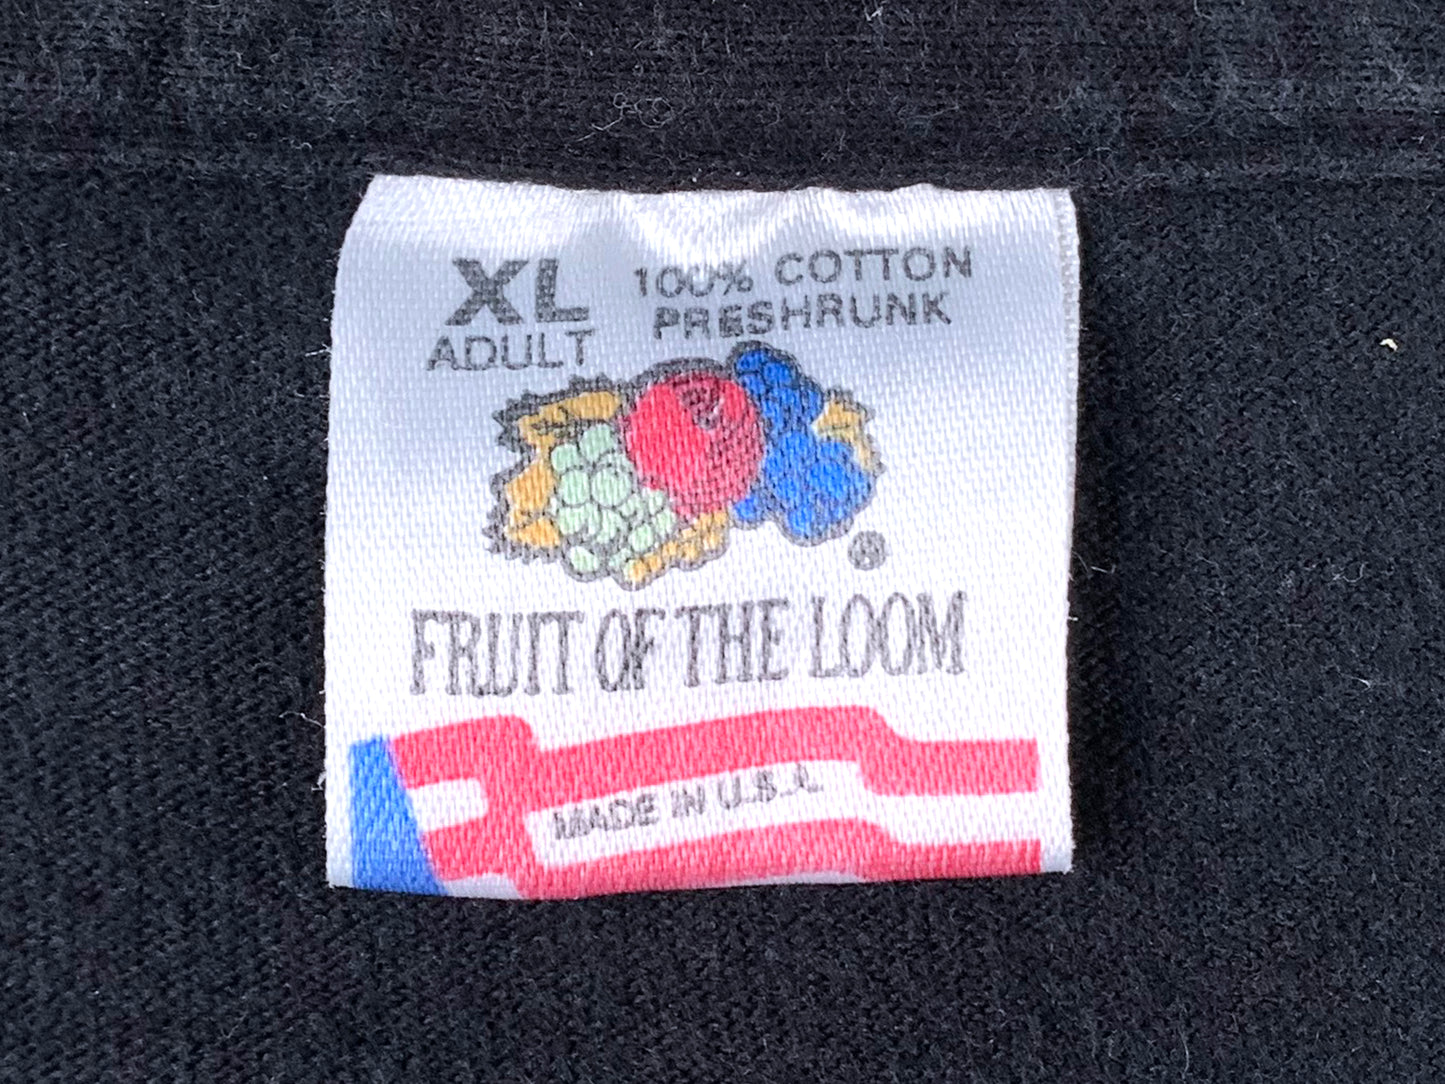 XL
ADULT
100% COTTON
PRESHRUNK
®
FRUIT OF THE LOOM
MADE IN U.S.A.